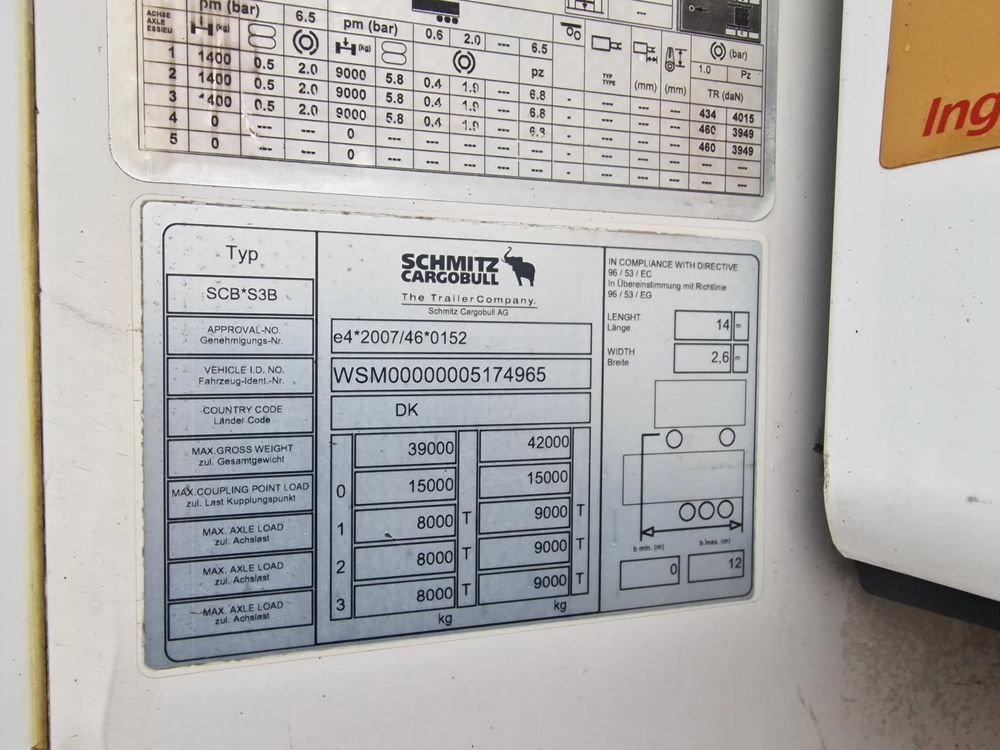 pm (bar) 6.5 pm (bar) 0.6 2.0 --- 6.5 (bar)
ACHSE
AXLE
ESSIEU
(kg) (kg) pz TYP
TYPE (mm) (mm) 1.0 Pz
TR (daN)
1 1400 0.5 2.0 9000 5.8 0.4 1.9 --- 6.8 - --- --- --- 434 4015
2 1400 0.5 2.0 9000 5.8 0.4 1.9 --- 6.8 - --- --- --- 460 3949
3 1400 0.5 2.0 9000 5.8 0.4 1.9 --- 6.8 - --- --- --- 460 3949
4 0 --- --- 0 --- --- --- --- --- --- --- --- --- --- ---
5 0 --- --- 0 --- --- --- --- --- --- --- --- --- --- ---
Ing
Typ
SCB*S3B
SCHMITZ
CARGOBULL
The Trailer Company.
Schmitz Cargobull AG
IN COMPLIANCE WITH DIRECTIVE
96 / 53 / EC
In Übereinstimmung mit Richtlinie
96 / 53 / EG
APPROVAL-NO.
Genehmigungs-Nr.
e4*2007/46*0152
LENGHT
Länge
14 m
VEHICLE I.D. NO.
Fahrzeug-Ident.-Nr.
WSM00000005174965
WIDTH
Breite
2,6 m
COUNTRY CODE
Länder Code
DK
MAX.GROSS WEIGHT
zul. Gesamtgewicht
39000 42000
MAX.COUPLING POINT LOAD
zul. Last Kupplungspunkt
0 15000 15000
MAX. AXLE LOAD
zul. Achslast
1 8000 T 9000 T
MAX. AXLE LOAD
zul. Achslast
2 8000 T 9000 T
MAX. AXLE LOAD
zul. Achslast
3 8000 T 9000 T
kg kg
b min. (m) b max. (m)
0 12